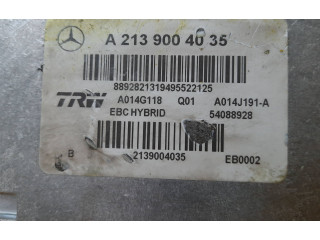 A 213 900 40 35
8892821319495522125
TRW A014G118 Q01 A014J191-A
EBC HYBRID 54088928
B 2139004035 EB0002